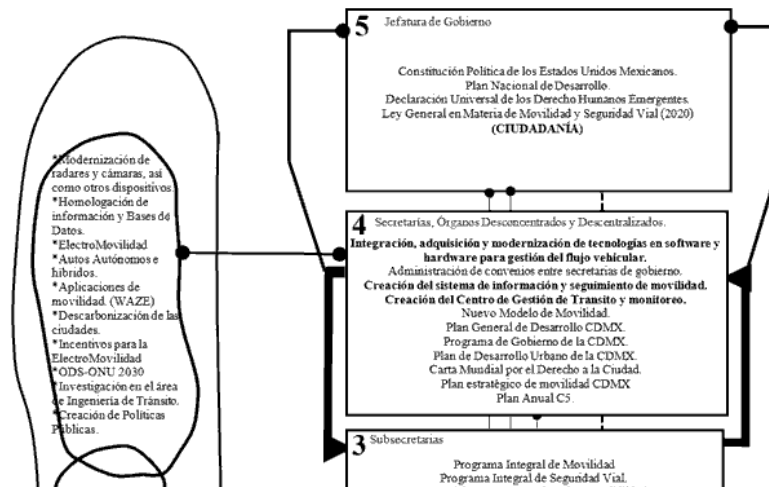 *Modernización de
radares y cámaras, así
como otros dispositivos.
*Homologación de
información y Bases de
Datos.
*ElectroMovilidad
*Autos Autónomos e
híbridos.
*Aplicaciones de
movilidad. (WAZE)
*Descarbonización de las
ciudades.
*Incentivos para la
ElectroMovilidad
*ODS-ONU 2030
*Investigación en el área
de Ingeniería de Tránsito.
*Creación de Políticas
Públicas.
5 Jefatura de Gobierno
Constitución Política de los Estados Unidos Mexicanos.
Plan Nacional de Desarrollo.
Declaración Universal de los Derecho Humanos Emergentes.
Ley General en Materia de Movilidad y Seguridad Vial (2020)
(CIUDADANÍA)
4 Secretarías, Órganos Desconcentrados y Descentralizados.
Integración, adquisición y modernización de tecnologías en software y
hardware para gestión del flujo vehicular.
Administración de convenios entre secretarias de gobierno.
Creación del sistema de información y seguimiento de movilidad.
Creación del Centro de Gestión de Transito y monitoreo.
Nuevo Modelo de Movilidad.
Plan General de Desarrollo CDMX.
Programa de Gobierno de la CDMX.
Plan de Desarrollo Urbano de la CDMX.
Carta Mundial por el Derecho a la Ciudad.
Plan estratégico de movilidad CDMX
Plan Anual C5.
3 Subsecretarias
Programa Integral de Movilidad
Programa Integral de Seguridad Vial.